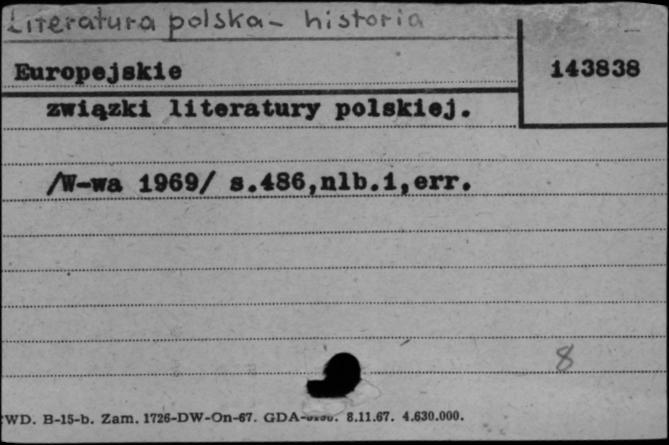 Literatura polska - historia
Europejskie
143838
związki literatury polskiej.
/W-wa 1969/ s.486,nlb.1,err.
8
WD. B-15-b. Zam. 1726-DW-On-67. GDA- 8.11.67. 4.630.000.